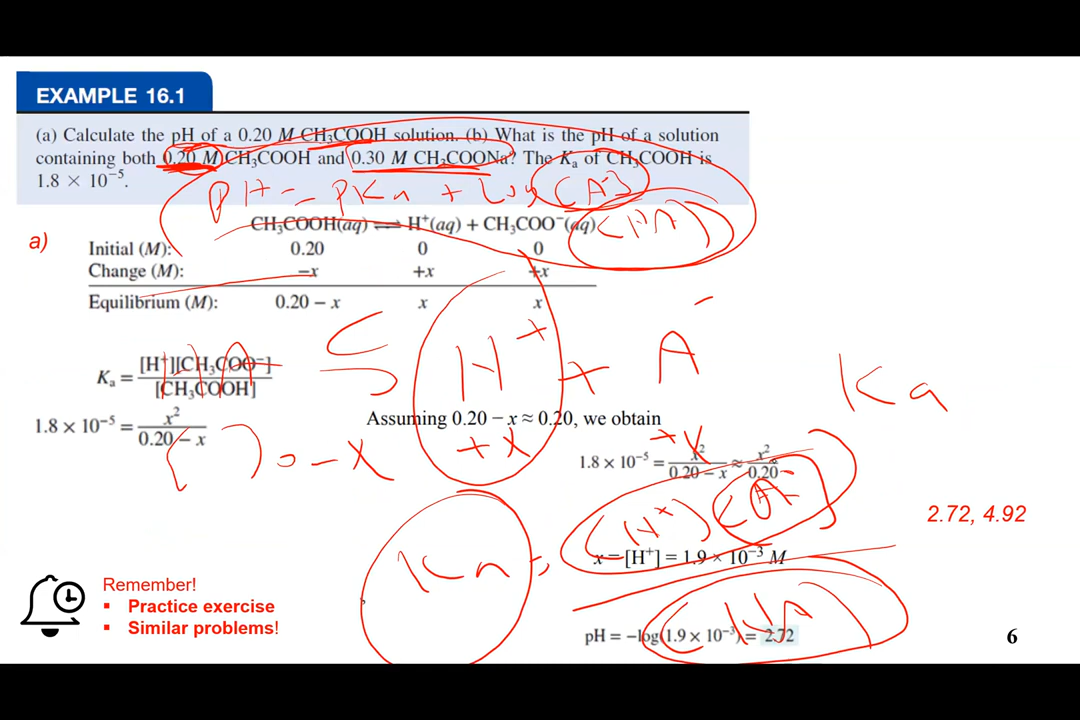 EXAMPLE 16.1
(a) Calculate the pH of a 0.20 M CH₃COOH solution. (b) What is the pH of a solution
containing both 0.20 M CH₃COOH and 0.30 M CH₃COONa? The Kₐ of CH₃COOH is
1.8 × 10⁻⁵.
pH = pKa + Log (A⁻)
(HA)
a)
CH₃COOH(aq) ⇌ H⁺(aq) + CH₃COO⁻(aq)
Initial (M): 0.20 0 0
Change (M): −x +x +x
Equilibrium (M): 0.20 − x x x
HA ⇌ H⁺ + A⁻
Kₐ = [H⁺][CH₃COO⁻] / [CH₃COOH]
Ka
1.8 × 10⁻⁵ = x² / 0.20 − x
Assuming 0.20 − x ≈ 0.20, we obtain
( ) = −x +x +x
1.8 × 10⁻⁵ = x² / 0.20 − x ≈ x² / 0.20
2.72, 4.92
Ka = (H⁺)(A⁻) / (HA)
x = [H⁺] = 1.9 × 10⁻³ M
pH = −log(1.9 × 10⁻³) = 2.72
Remember!
▪ Practice exercise
▪ Similar problems!
6